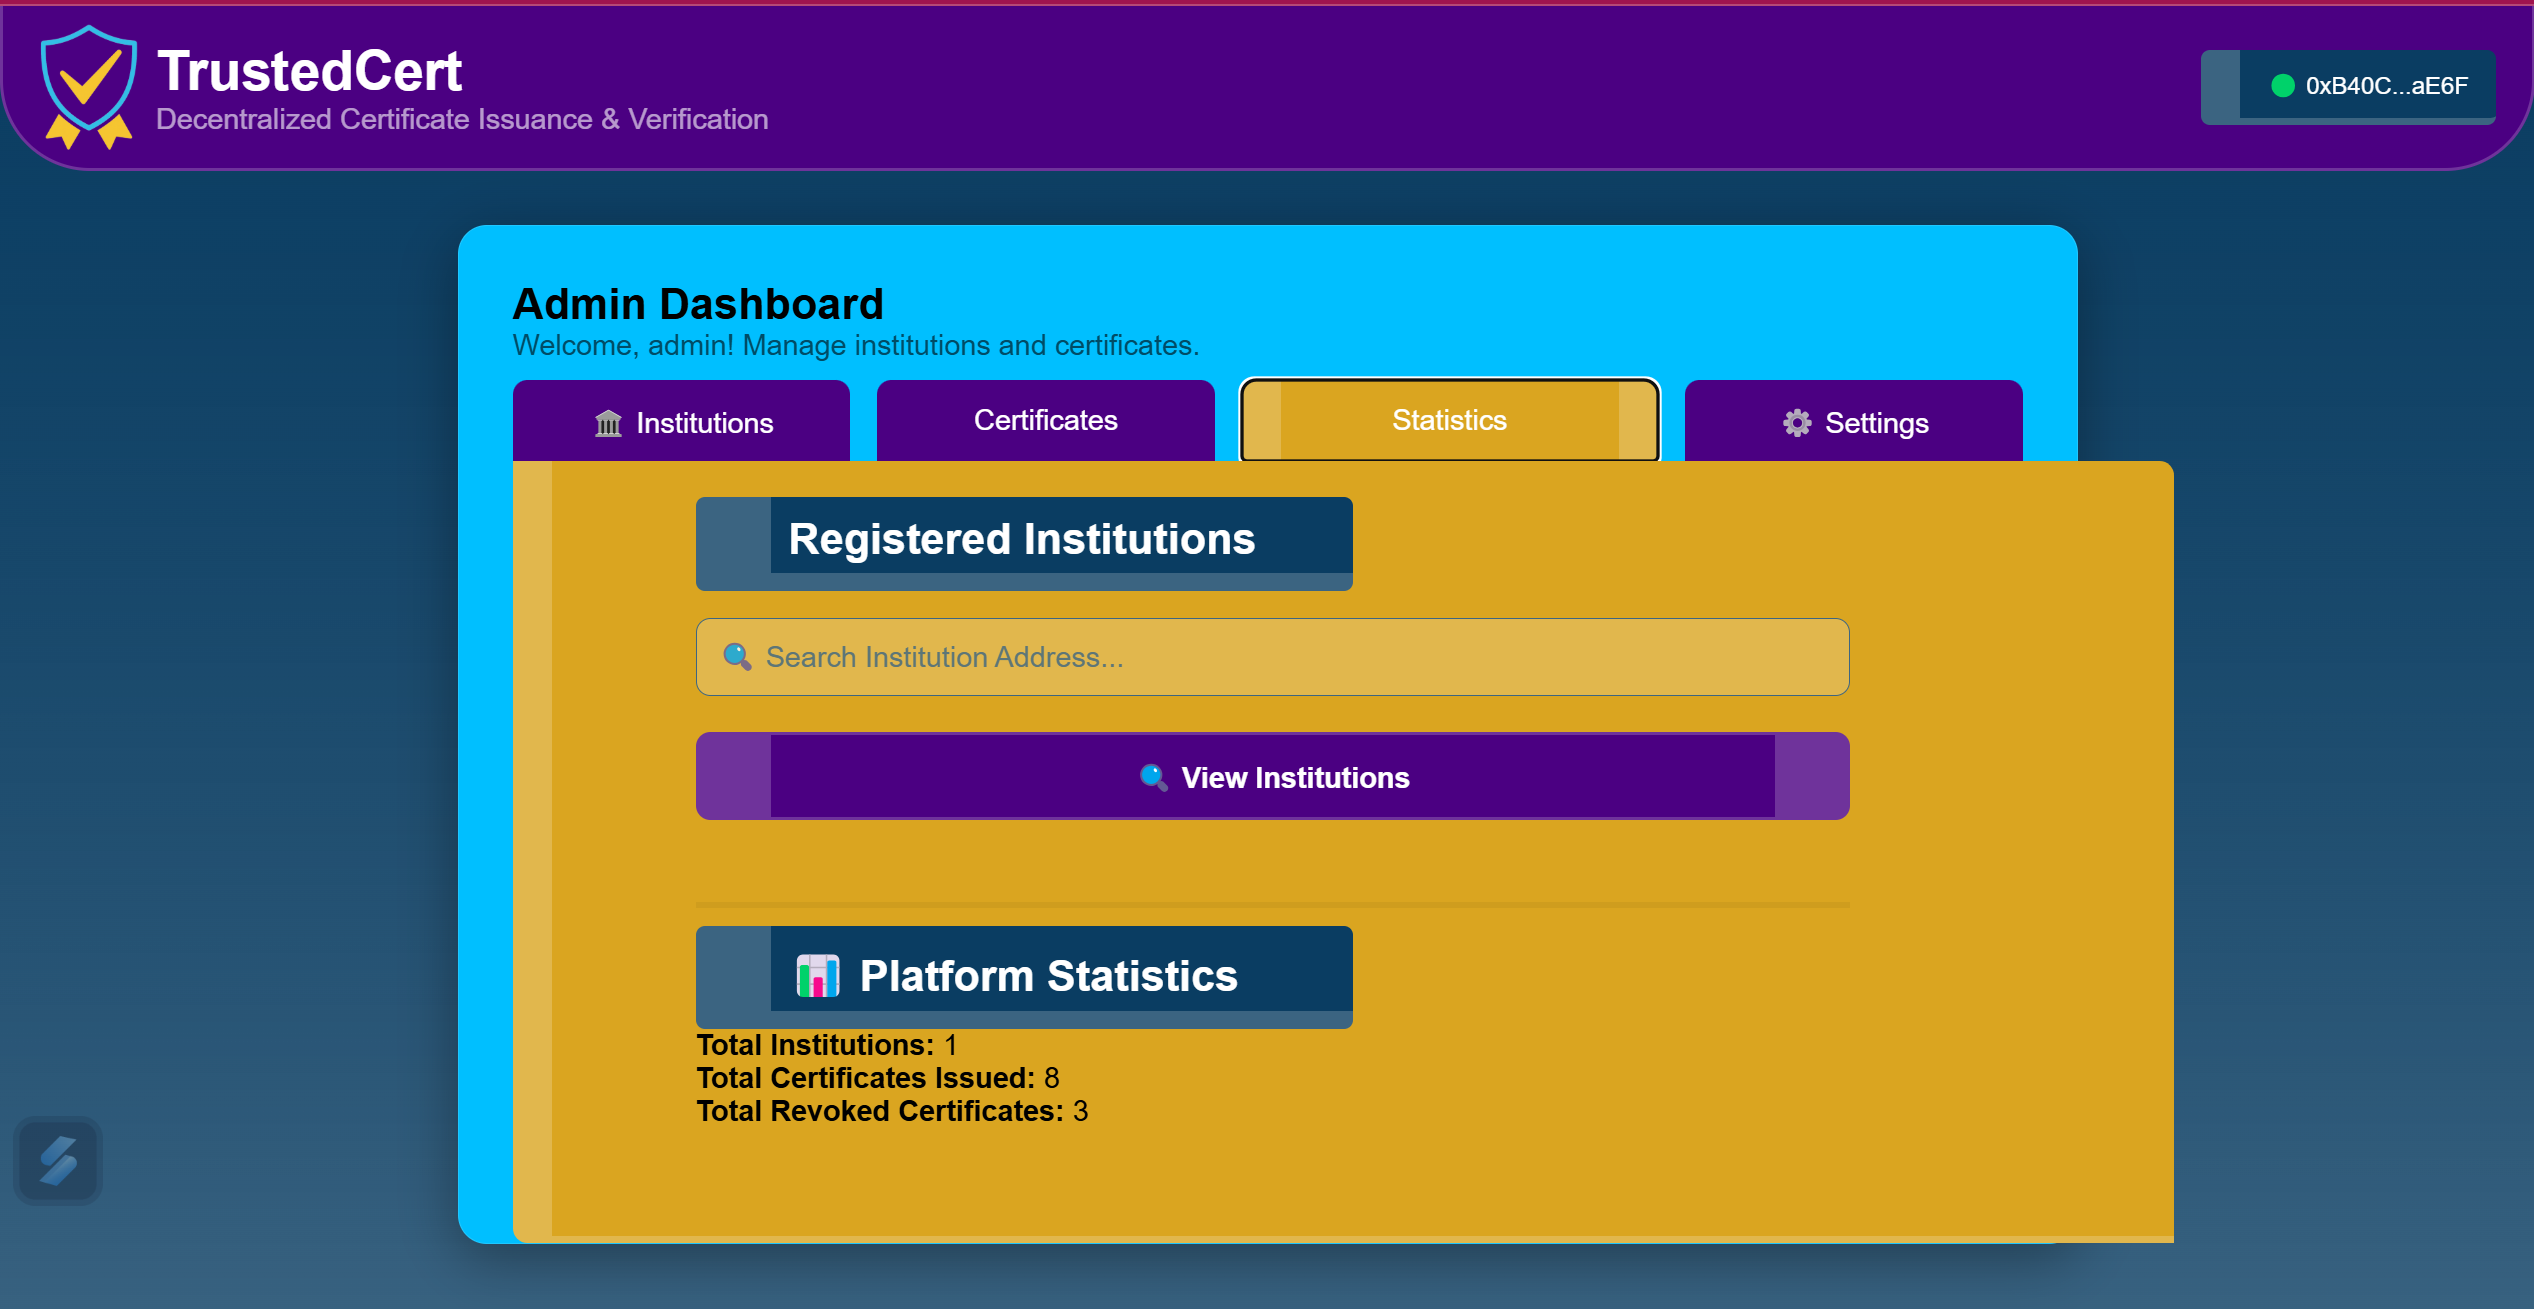 TrustedCert
Decentralized Certificate Issuance & Verification
0xB40C...aE6F
Admin Dashboard
Welcome, admin! Manage institutions and certificates.
Institutions
Certificates
Statistics
Settings
Registered Institutions
Search Institution Address...
View Institutions
Platform Statistics
Total Institutions: 1
Total Certificates Issued: 8
Total Revoked Certificates: 3